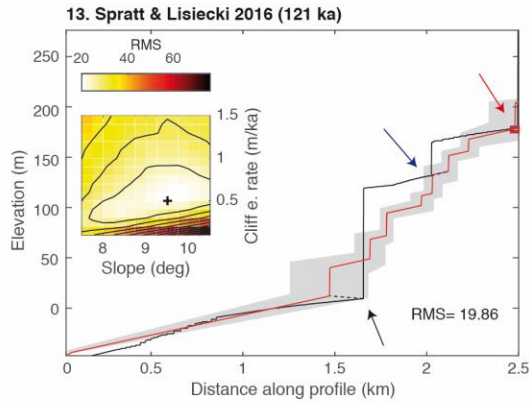 13. Spratt & Lisiecki 2016 (121 ka)
RMS
20 40 60
250
200
150
100
50
0
Elevation (m)
1.5
1
0.5
Cliff e. rate (m/ka)
8 9 10
Slope (deg)
RMS= 19.86
0 0.5 1 1.5 2 2.5
Distance along profile (km)